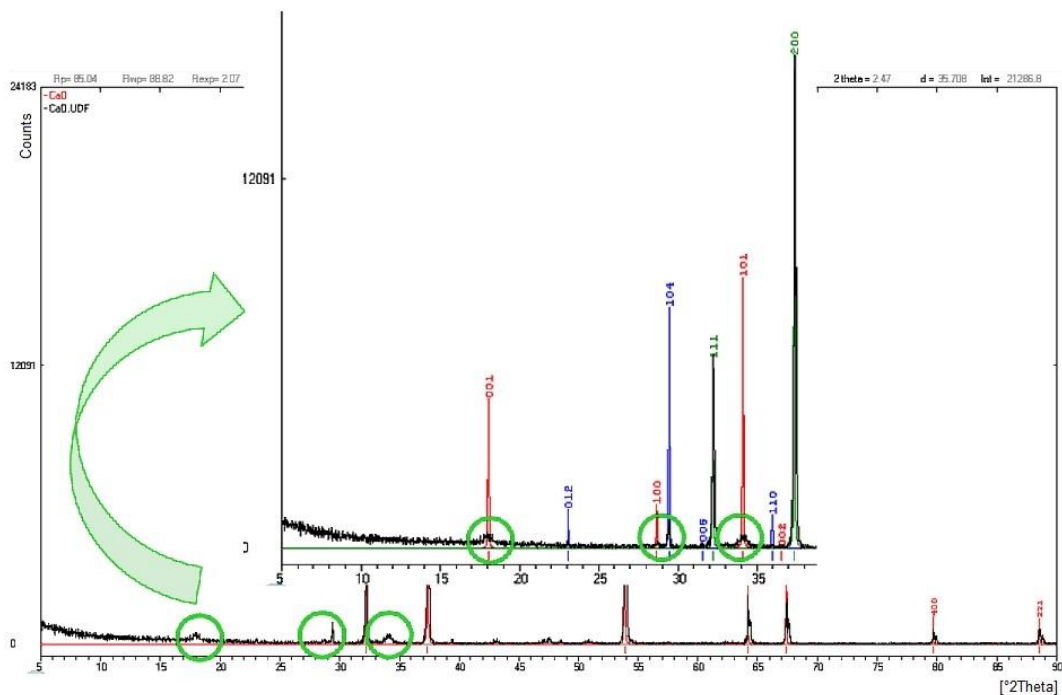 Rp= 85.04 Rwp= 86.82 Rexp= 2.07
2theta = 2.47 d = 35.708 Int = 21286.8
24183
-CaO
-CaO.UDF
Counts
12091
0
12091
0
001
012
100
104
006
111
101
110
002
200
5 10 15 20 25 30 35
400
221
5 10 15 20 25 30 35 40 45 50 55 60 65 70 75 80 85 90
[°2Theta]